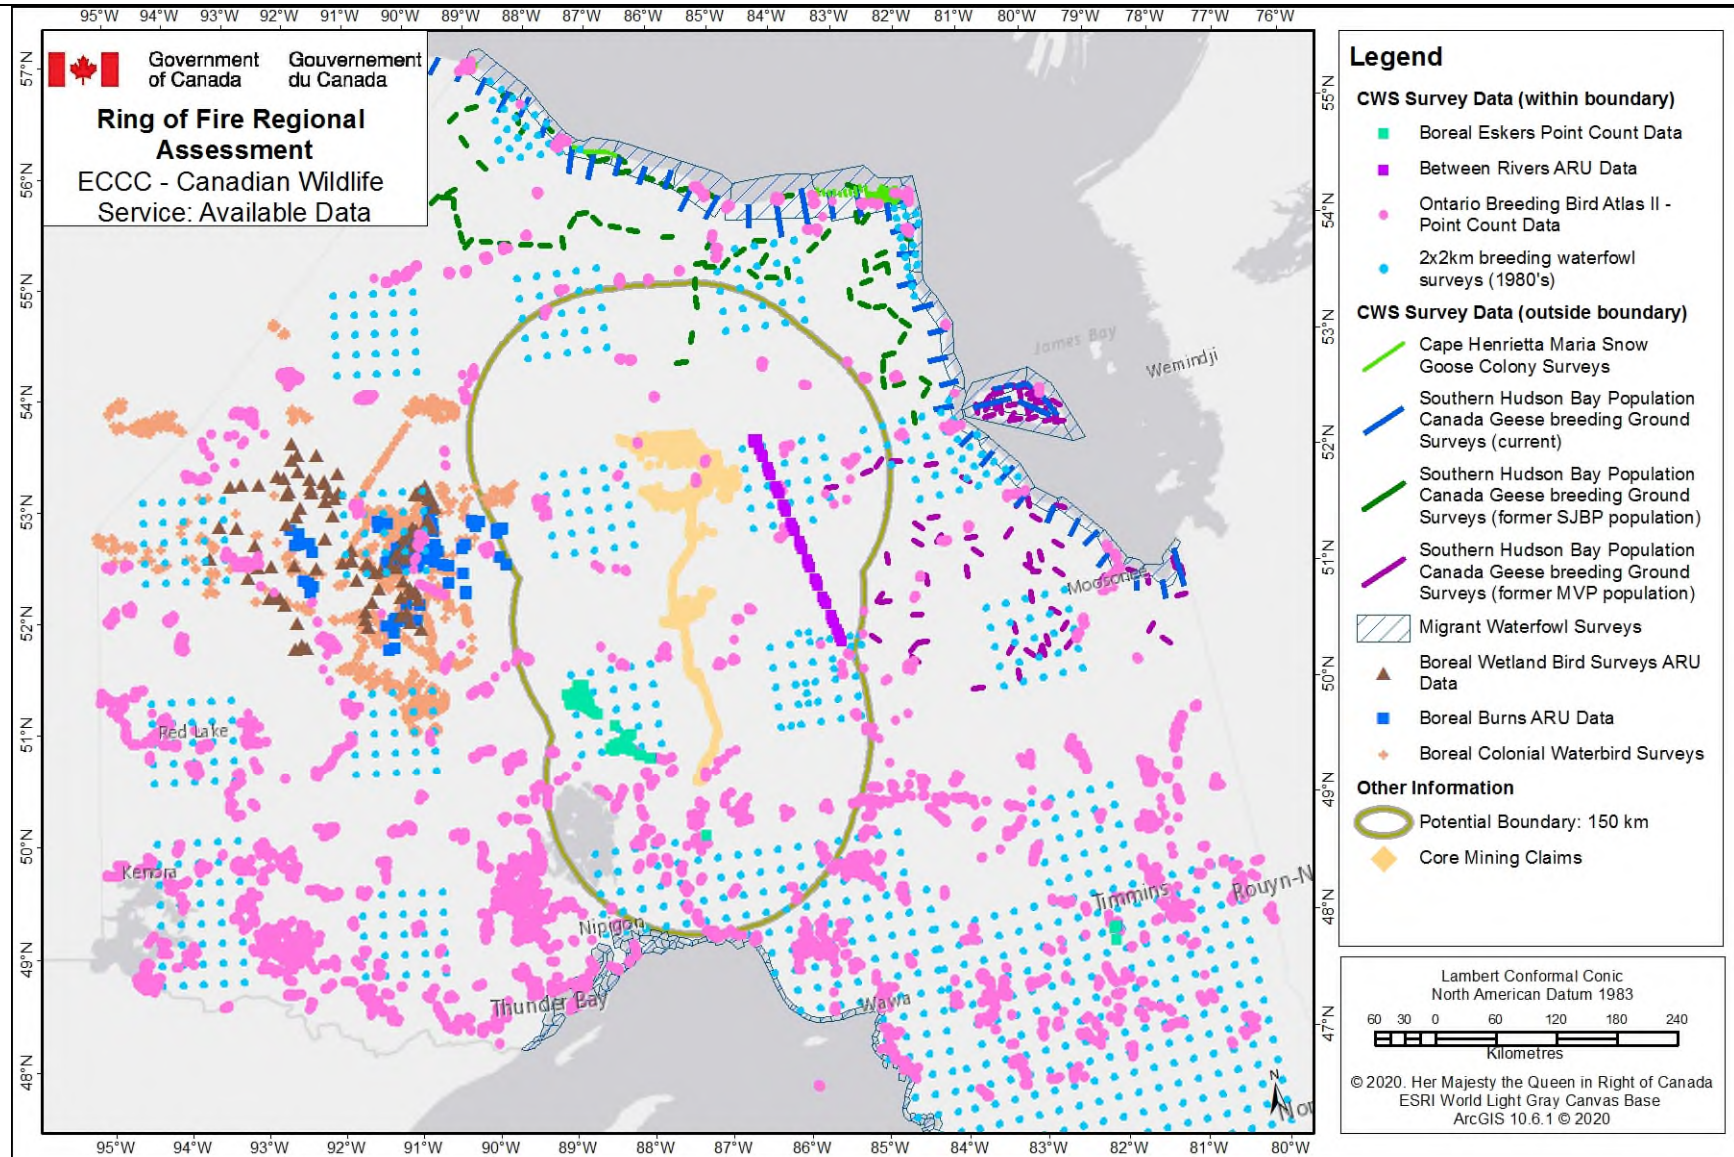 95°W 94°W 93°W 92°W 91°W 90°W 89°W 88°W 87°W 86°W 85°W 84°W 83°W 82°W 81°W 80°W 79°W 78°W 77°W 76°W
Government
of Canada
Gouvernement
du Canada
Ring of Fire Regional
Assessment
ECCC - Canadian Wildlife
Service: Available Data
57°N
56°N
55°N
54°N
53°N
52°N
51°N
50°N
49°N
48°N
James Bay
Wemindji
Moosonee
Red Lake
Kenora
Nipigon
Thunder Bay
Wawa
Timmins
Rouyn-N
Nor
N
55°N
54°N
53°N
52°N
51°N
50°N
49°N
48°N
47°N
95°W 94°W 93°W 92°W 91°W 90°W 89°W 88°W 87°W 86°W 85°W 84°W 83°W 82°W 81°W 80°W
Legend
CWS Survey Data (within boundary)
Boreal Eskers Point Count Data
Between Rivers ARU Data
Ontario Breeding Bird Atlas II -
Point Count Data
2x2km breeding waterfowl
surveys (1980's)
CWS Survey Data (outside boundary)
Cape Henrietta Maria Snow
Goose Colony Surveys
Southern Hudson Bay Population
Canada Geese breeding Ground
Surveys (current)
Southern Hudson Bay Population
Canada Geese breeding Ground
Surveys (former SJBP population)
Southern Hudson Bay Population
Canada Geese breeding Ground
Surveys (former MVP population)
Migrant Waterfowl Surveys
Boreal Wetland Bird Surveys ARU
Data
Boreal Burns ARU Data
Boreal Colonial Waterbird Surveys
Other Information
Potential Boundary: 150 km
Core Mining Claims
Lambert Conformal Conic
North American Datum 1983
60 30 0 60 120 180 240
Kilometres
© 2020. Her Majesty the Queen in Right of Canada
ESRI World Light Gray Canvas Base
ArcGIS 10.6.1 © 2020